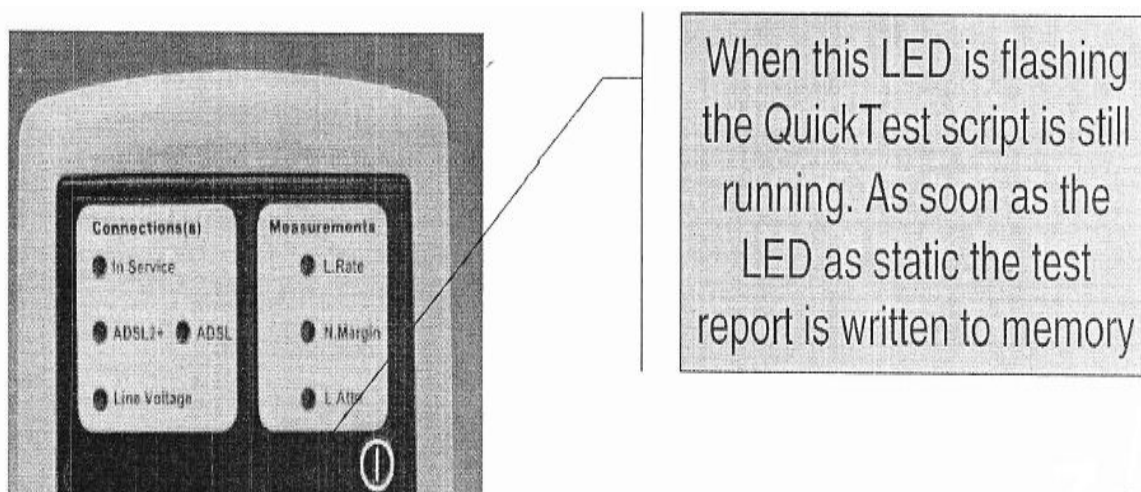 Connections(s)
In Service
ADSL2+ ADSL
Line Voltage
Measurements
L.Rate
N.Margin
L.Attn
When this LED is flashing
the QuickTest script is still
running. As soon as the
LED as static the test
report is written to memory